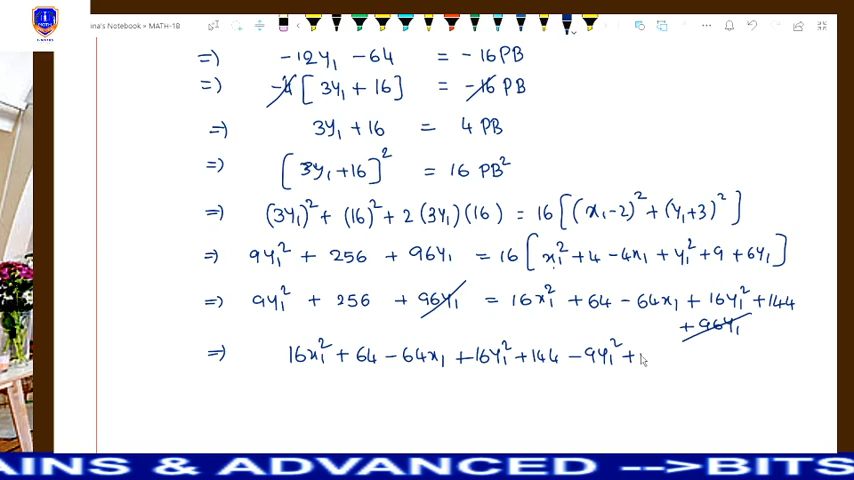 MATH
ina's Notebook » MATH-1B
=) -12y₁ - 64 = -16PB
=) -4[3y₁ + 16] = -16 PB
=) 3y₁ + 16 = 4 PB
=) [3y₁ + 16]² = 16 PB²
=) (3y₁)² + (16)² + 2(3y₁)(16) = 16[(x₁-2)² + (y₁+3)²]
=) 9y₁² + 256 + 96y₁ = 16[x₁² + 4 - 4x₁ + y₁² + 9 + 6y₁]
=) 9y₁² + 256 + 96y₁ = 16x₁² + 64 - 64x₁ + 16y₁² + 144
+ 96y₁
=) 16x₁² + 64 - 64x₁ + 16y₁² + 144 - 9y₁² +
AINS & ADVANCED -->BITS